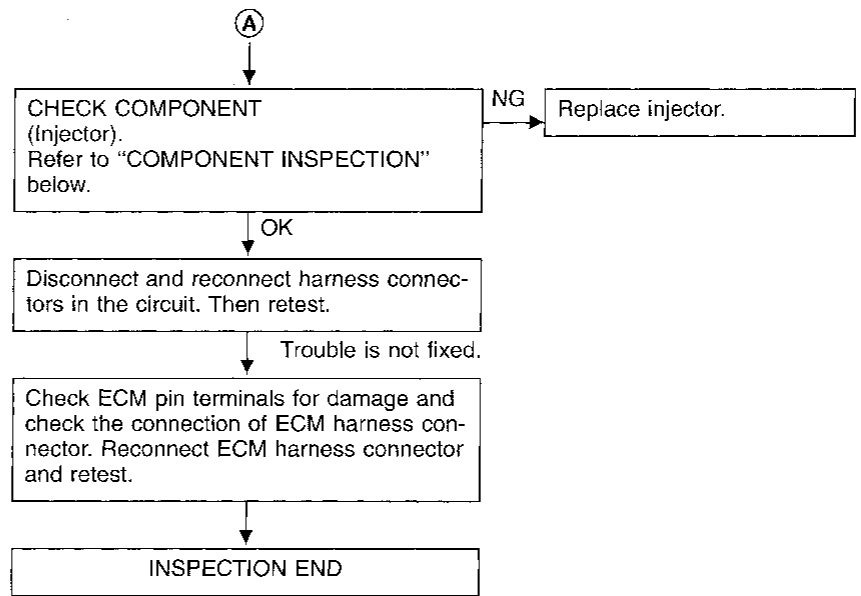 A
CHECK COMPONENT
(Injector).
Refer to “COMPONENT INSPECTION”
below.
NG
Replace injector.
OK
Disconnect and reconnect harness connec-
tors in the circuit. Then retest.
Trouble is not fixed.
Check ECM pin terminals for damage and
check the connection of ECM harness con-
nector. Reconnect ECM harness connector
and retest.
INSPECTION END